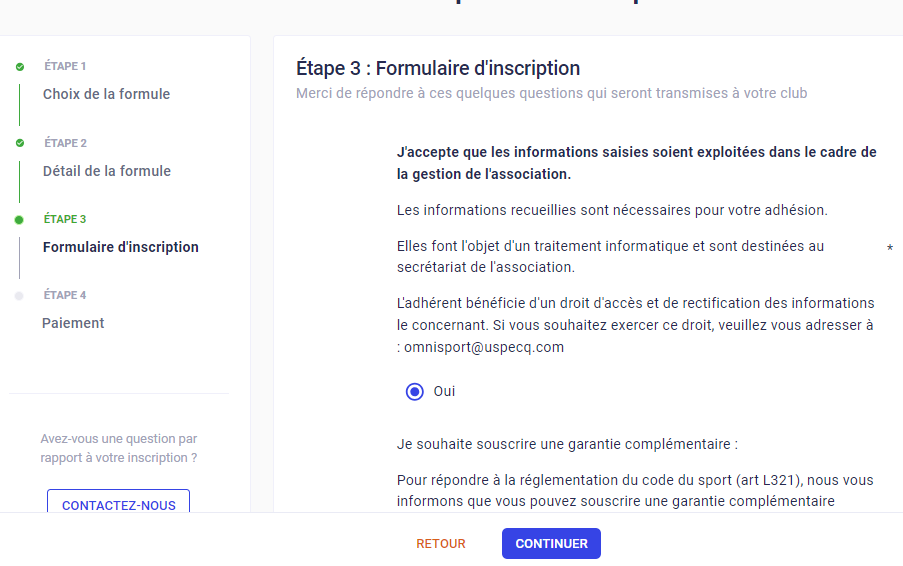 ÉTAPE 1
Choix de la formule
ÉTAPE 2
Détail de la formule
ÉTAPE 3
Formulaire d'inscription
ÉTAPE 4
Paiement
Avez-vous une question par
rapport à votre inscription ?
CONTACTEZ-NOUS
Étape 3 : Formulaire d'inscription
Merci de répondre à ces quelques questions qui seront transmises à votre club
J'accepte que les informations saisies soient exploitées dans le cadre de
la gestion de l'association.
Les informations recueillies sont nécessaires pour votre adhésion.
Elles font l'objet d'un traitement informatique et sont destinées au
secrétariat de l'association.
*
L'adhérent bénéficie d'un droit d'accès et de rectification des informations
le concernant. Si vous souhaitez exercer ce droit, veuillez vous adresser à
: omnisport@uspecq.com
Oui
Je souhaite souscrire une garantie complémentaire :
Pour répondre à la réglementation du code du sport (art L321), nous vous
informons que vous pouvez souscrire une garantie complémentaire
RETOUR
CONTINUER